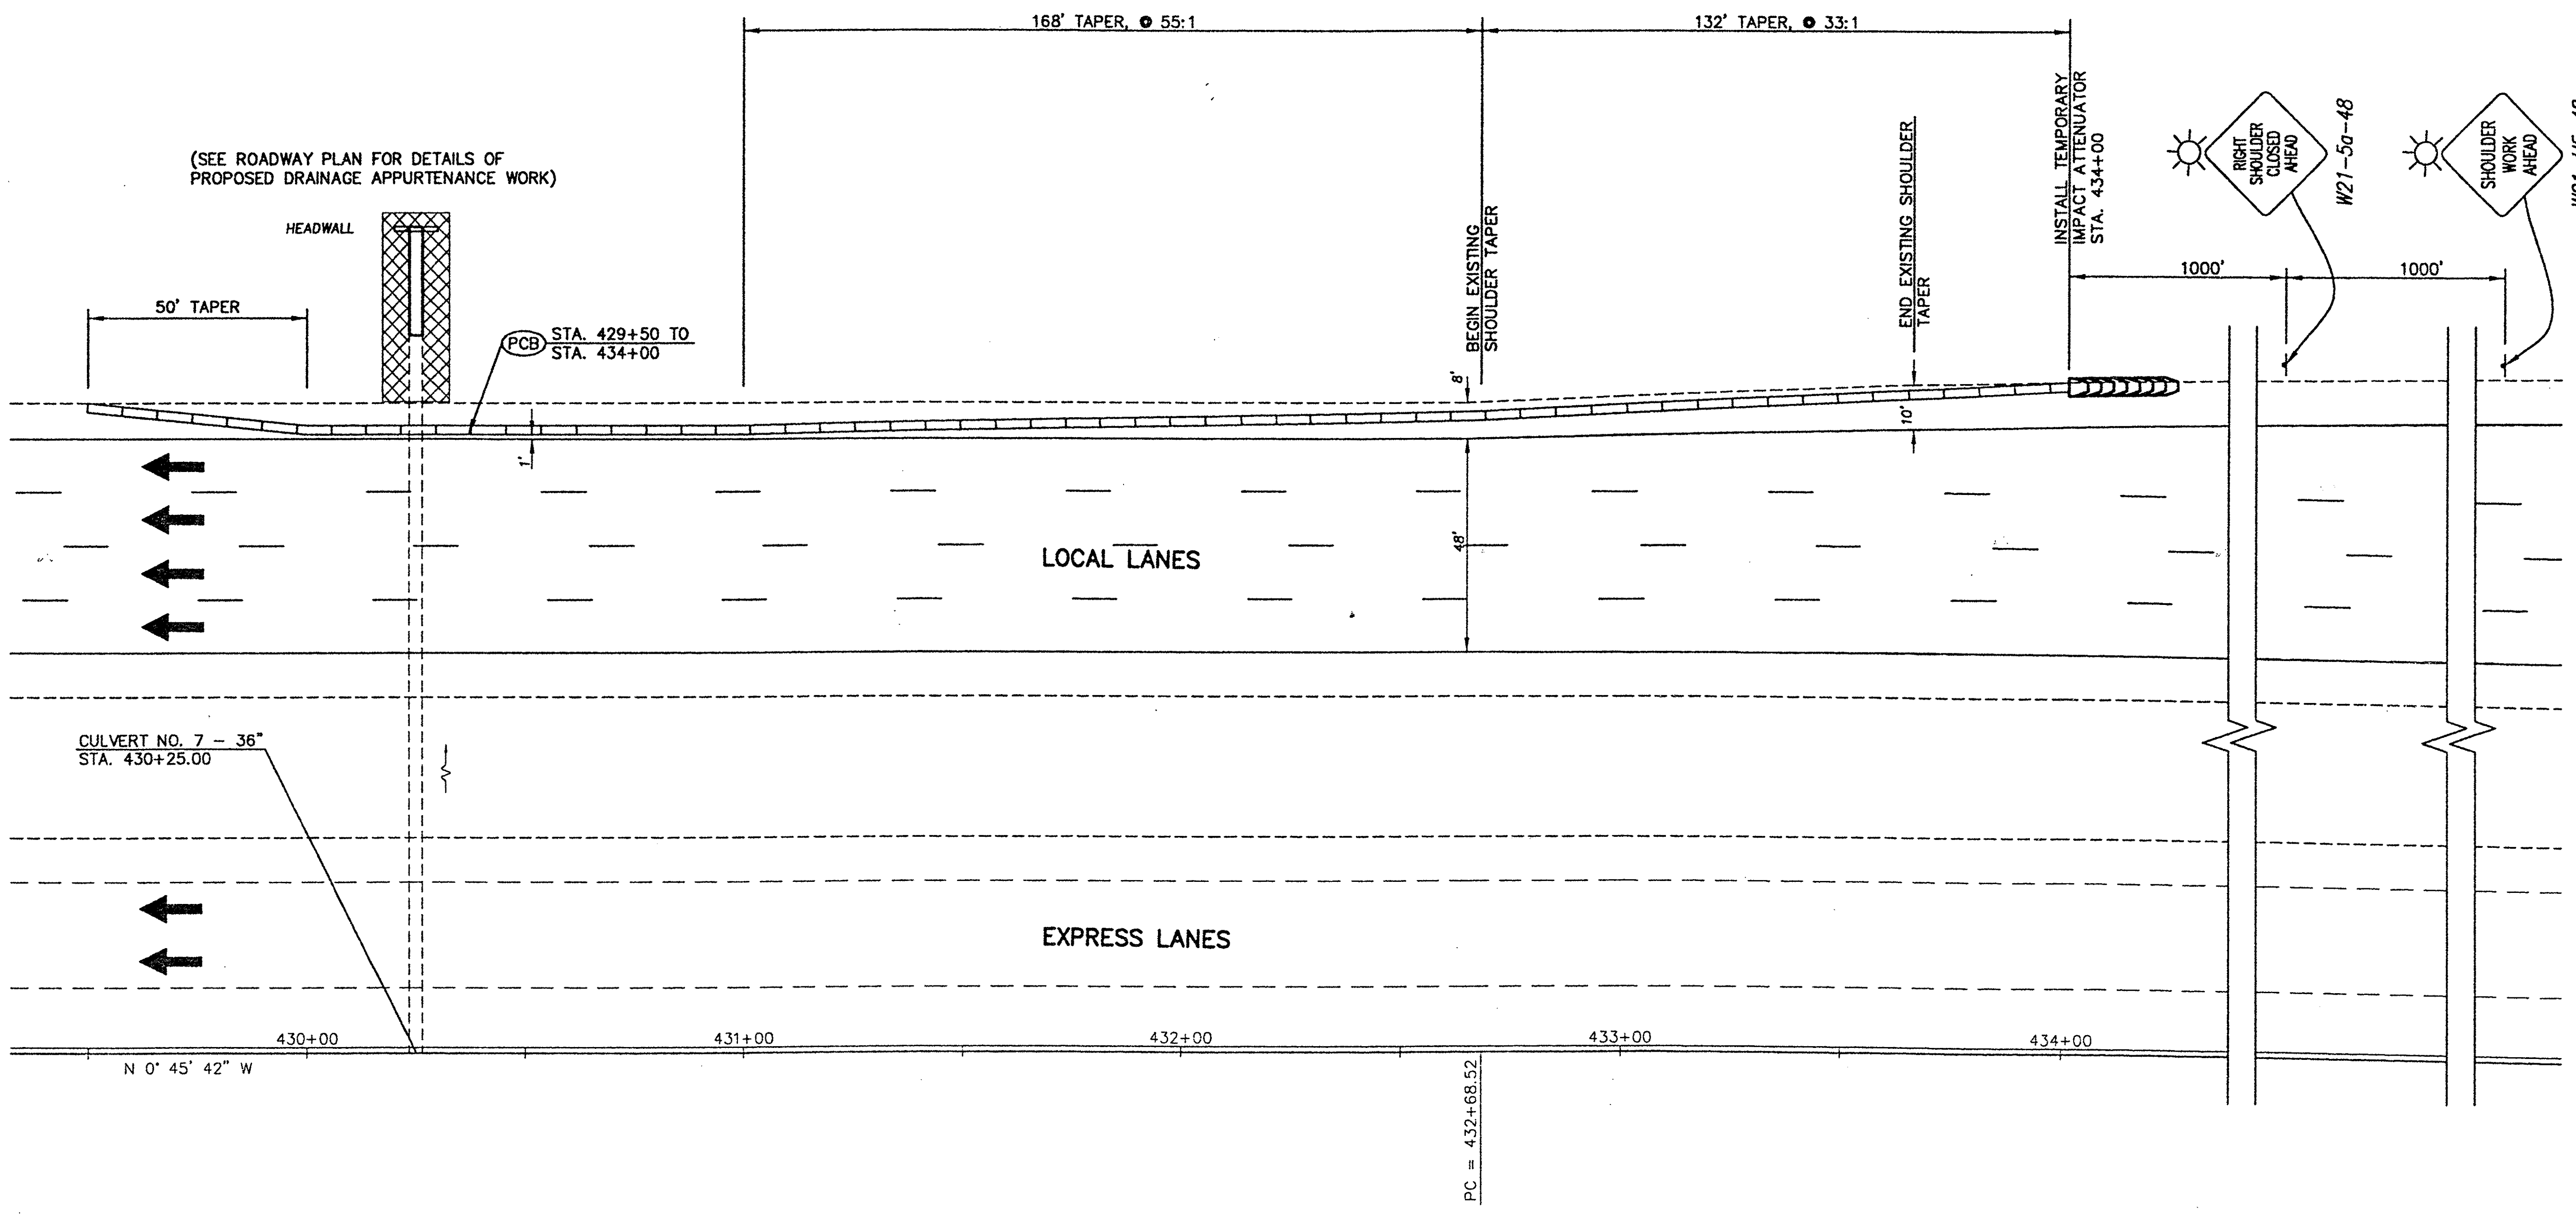 168' TAPER, @ 55:1
132' TAPER, @ 33:1
(SEE ROADWAY PLAN FOR DETAILS OF
PROPOSED DRAINAGE APPURTENANCE WORK)
HEADWALL
50' TAPER
PCB
STA. 429+50 TO
STA. 434+00
BEGIN EXISTING
SHOULDER TAPER
END EXISTING SHOULDER
TAPER
INSTALL TEMPORARY
IMPACT ATTENUATOR
STA. 434+00
RIGHT
SHOULDER
CLOSED
AHEAD
W21-5a-48
SHOULDER
WORK
AHEAD
1000'
1000'
8'
10'
1'
48'
LOCAL LANES
CULVERT NO. 7 - 36"
STA. 430+25.00
EXPRESS LANES
430+00
431+00
432+00
433+00
434+00
N 0° 45' 42" W
PC = 432+68.52